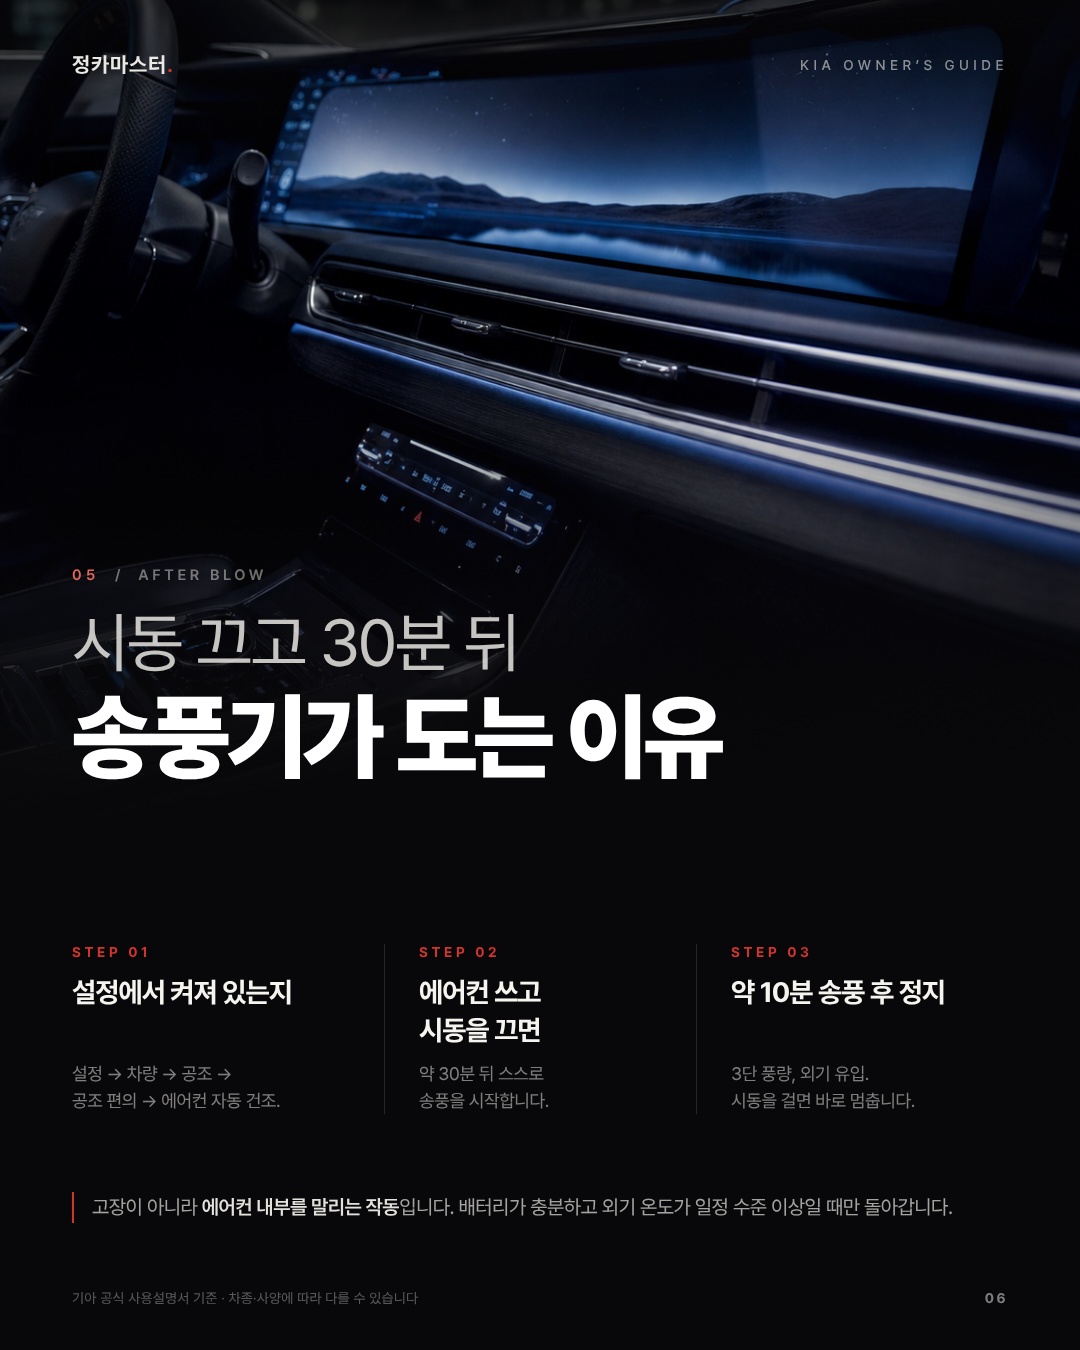 정카마스터.
KIA OWNER’S GUIDE
05 / AFTER BLOW
시동 끄고 30분 뒤
송풍기가 도는 이유
STEP 01
설정에서 켜져 있는지
설정 → 차량 → 공조 →
공조 편의 → 에어컨 자동 건조.
STEP 02
에어컨 쓰고
시동을 끄면
약 30분 뒤 스스로
송풍을 시작합니다.
STEP 03
약 10분 송풍 후 정지
3단 풍량, 외기 유입.
시동을 걸면 바로 멈춥니다.
고장이 아니라 에어컨 내부를 말리는 작동입니다. 배터리가 충분하고 외기 온도가 일정 수준 이상일 때만 돌아갑니다.
기아 공식 사용설명서 기준 · 차종·사양에 따라 다를 수 있습니다
06